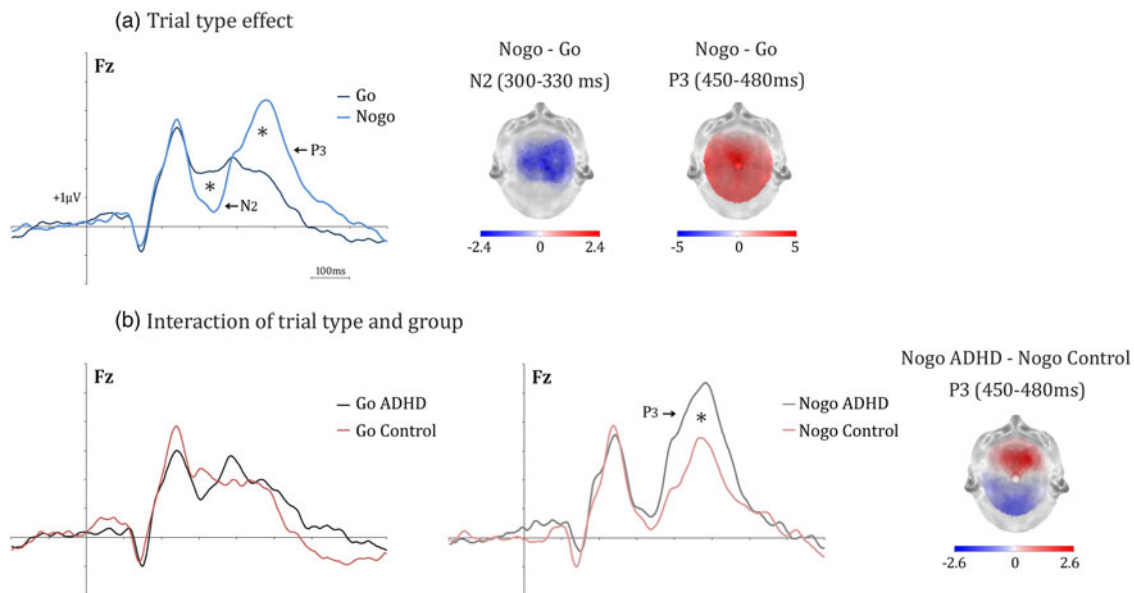 (a) Trial type effect
Fz
Go
Nogo
*
*
P3
N2
+1μV
100ms
Nogo - Go
N2 (300-330 ms)
-2.4 0 2.4
Nogo - Go
P3 (450-480ms)
-5 0 5
(b) Interaction of trial type and group
Fz
Go ADHD
Go Control
Fz
P3
*
Nogo ADHD
Nogo Control
Nogo ADHD - Nogo Control
P3 (450-480ms)
-2.6 0 2.6